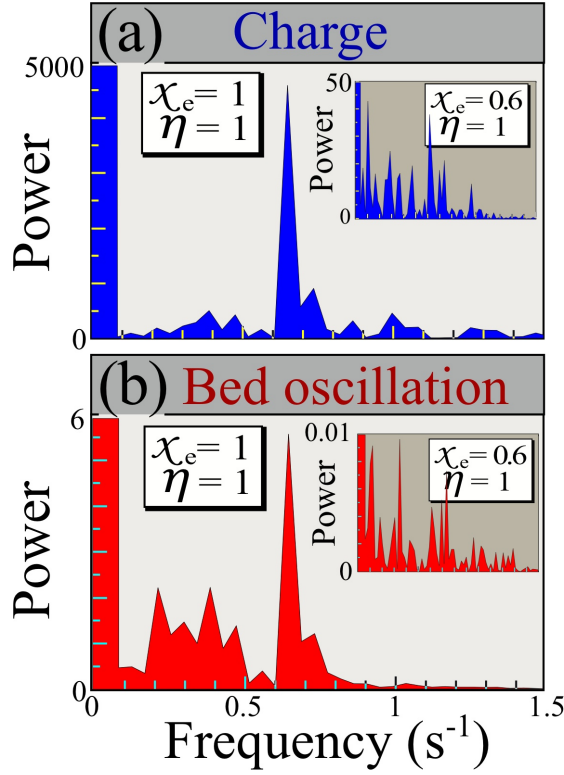 (a) Charge
5000
χe = 1
η = 1
50
χe = 0.6
η = 1
Power
0
Power
0
(b) Bed oscillation
6
χe = 1
η = 1
0.01
χe = 0.6
η = 1
Power
0
Power
0
0 0.5 1 1.5
Frequency (s⁻¹)